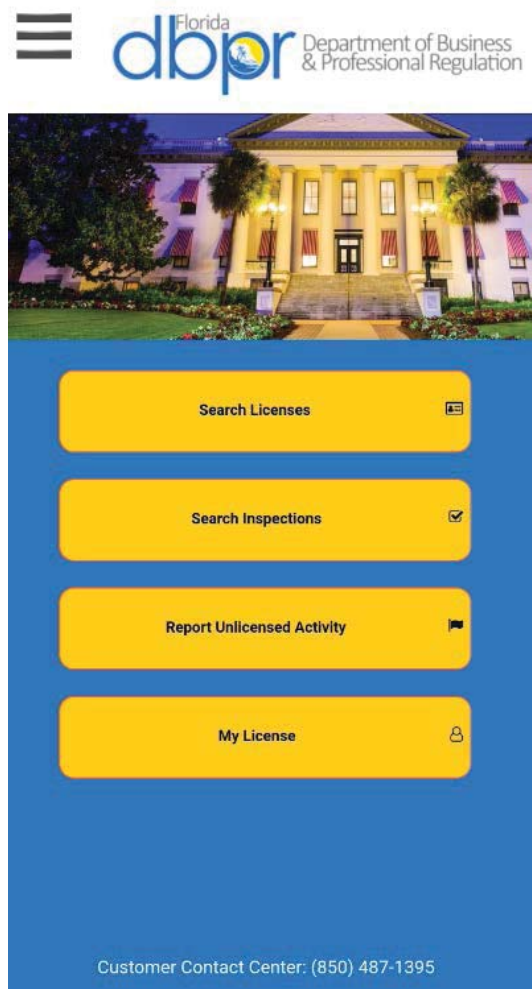 Florida
dbpr
Department of Business
& Professional Regulation
Search Licenses
Search Inspections
Report Unlicensed Activity
My License
Customer Contact Center: (850) 487-1395